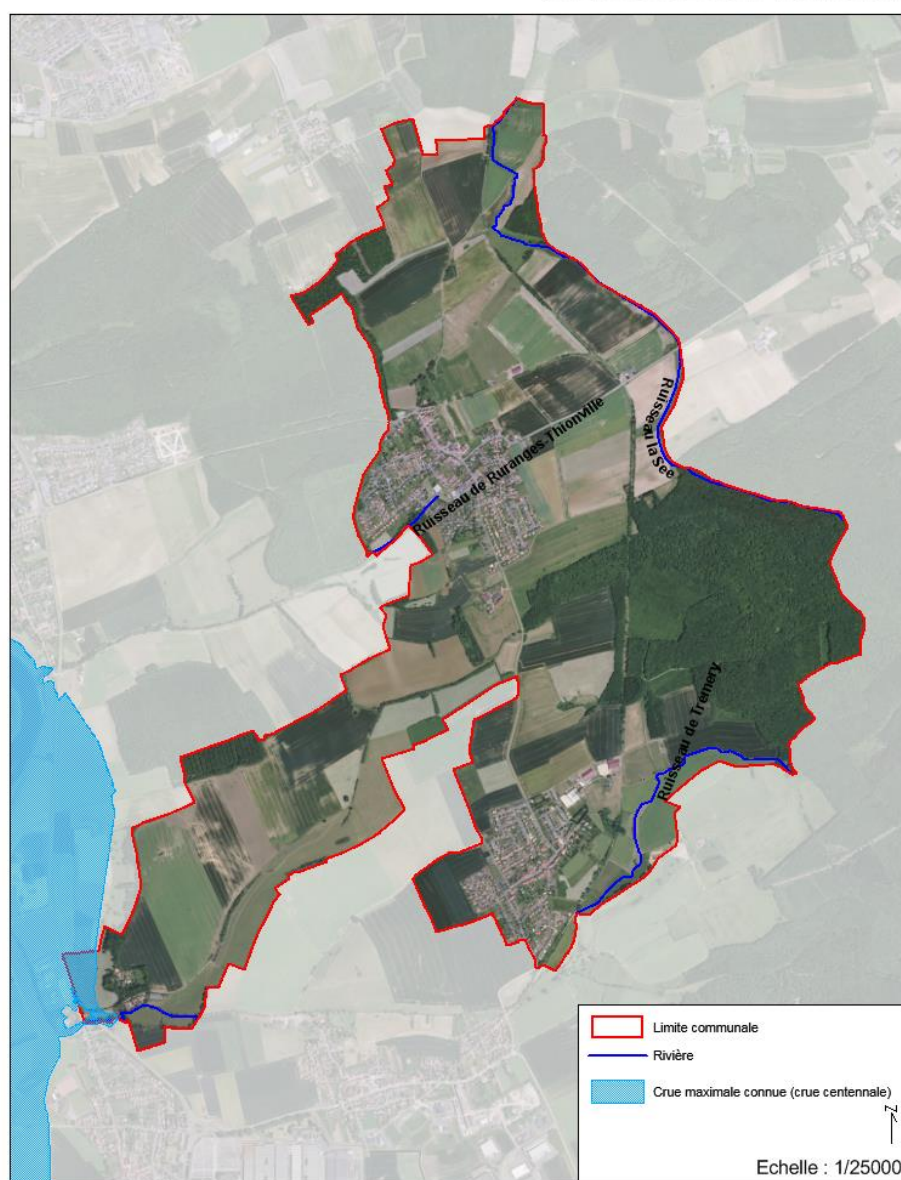 Ruisseau la See
Ruisseau de Ruranges-Thionville
Ruisseau de Tremery
Limite communale
Rivière
Crue maximale connue (crue centennale)
N
Echelle : 1/25000